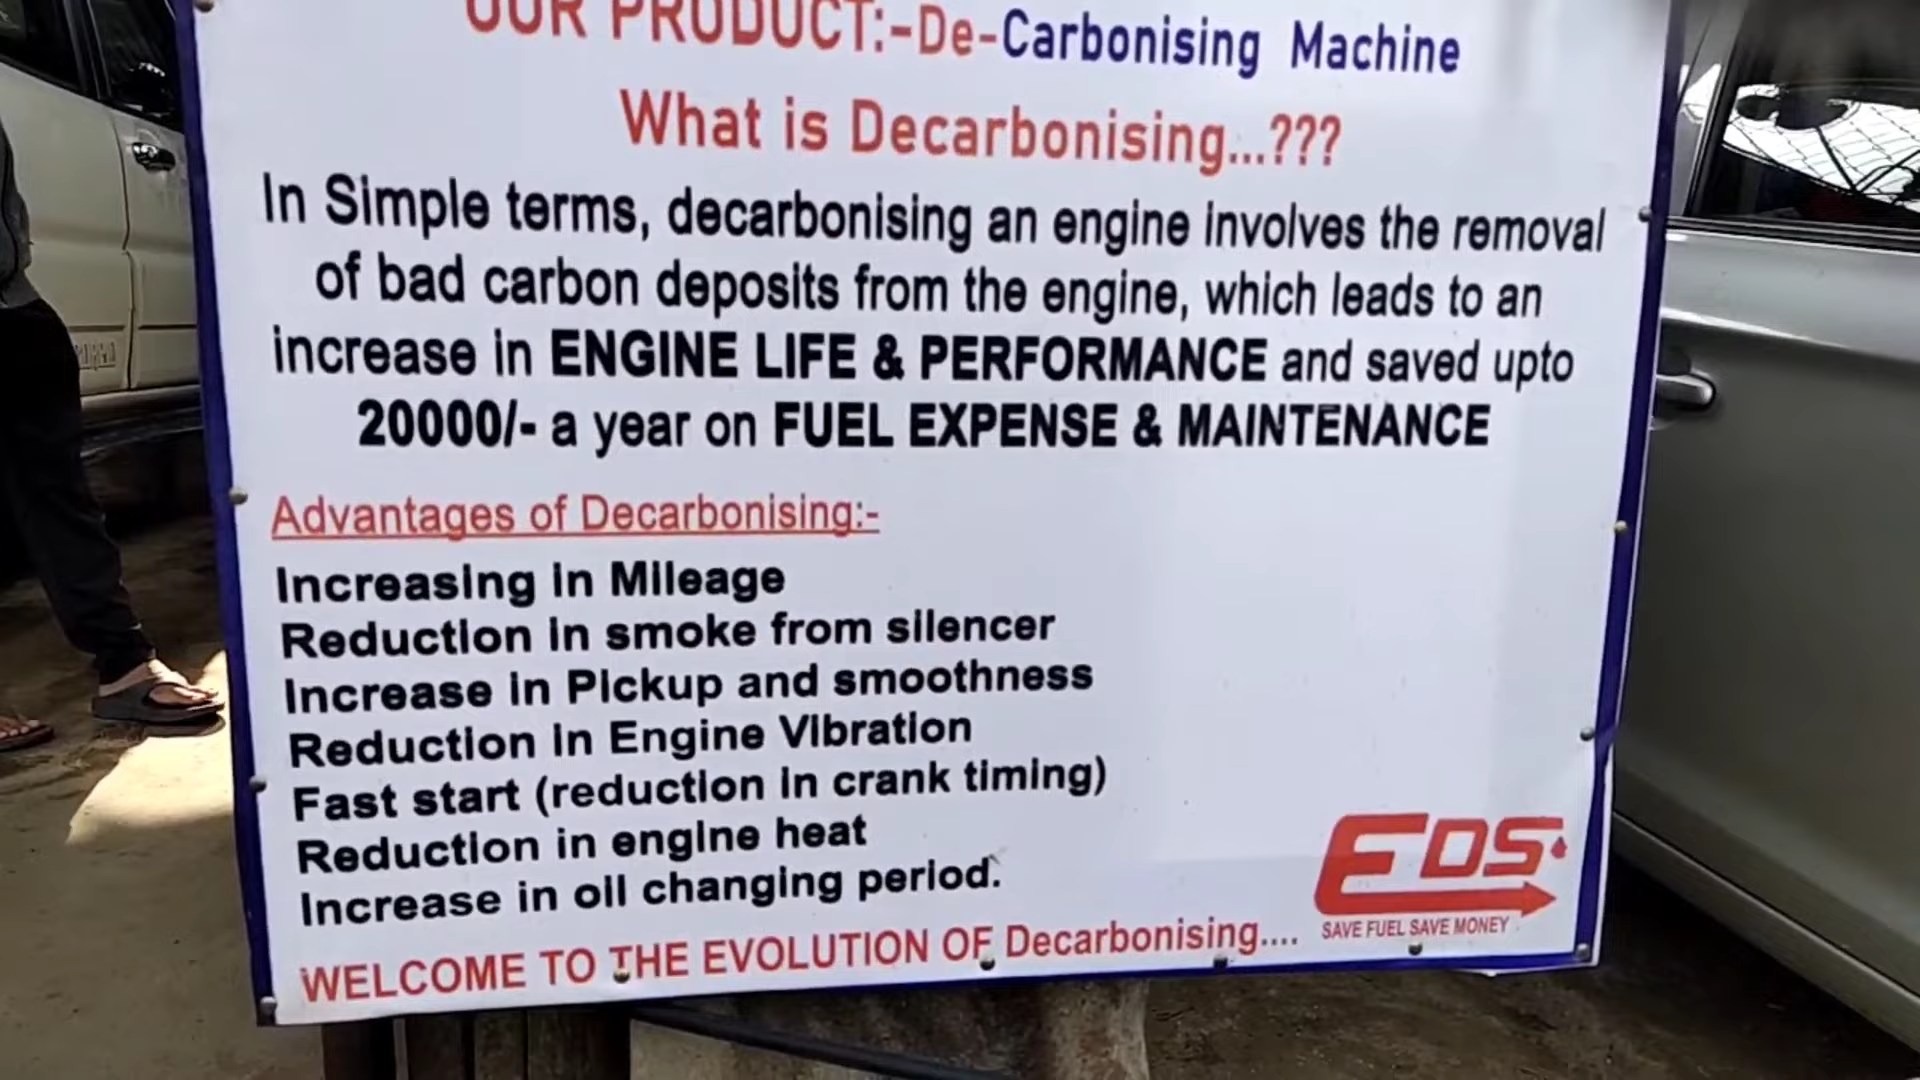 OUR PRODUCT:-De-Carbonising Machine
What is Decarbonising...???
In Simple terms, decarbonising an engine involves the removal
of bad carbon deposits from the engine, which leads to an
increase in ENGINE LIFE & PERFORMANCE and saved upto
20000/- a year on FUEL EXPENSE & MAINTENANCE
Advantages of Decarbonising:-
Increasing in Mileage
Reduction in smoke from silencer
Increase in Pickup and smoothness
Reduction in Engine Vibration
Fast start (reduction in crank timing)
Reduction in engine heat
Increase in oil changing period.
EDS
SAVE FUEL SAVE MONEY
WELCOME TO THE EVOLUTION OF Decarbonising....